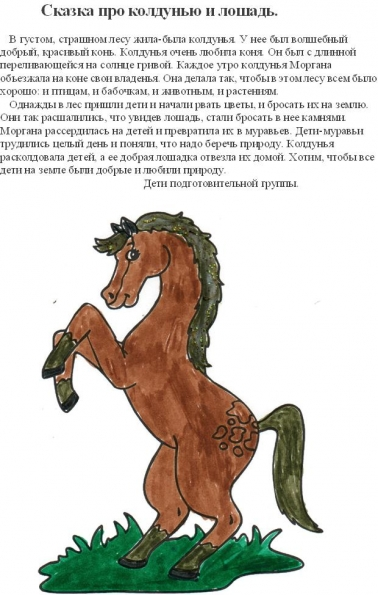 Сказка про колдунью и лошадь.
В густом, страшном лесу жила-была колдунья. У нее был волшебный
добрый, красивый конь. Колдунья очень любила коня. Он был с длинной
переливающейся на солнце гривой. Каждое утро колдунья Моргана
объезжала на коне свои владенья. Она делала так, чтобы в этом лесу всем было
хорошо: и птицам, и бабочкам, и животным, и растениям.
Однажды в лес пришли дети и начали рвать цветы, и бросать их на землю.
Они так расшалились, что увидев лошадь, стали бросать в нее камнями.
Моргана рассердилась на детей и превратила их в муравьев. Дети-муравьи
трудились целый день и поняли, что надо беречь природу. Колдунья
расколдовала детей, а ее добрая лошадка отвезла их домой. Хотим, чтобы все
дети на земле были добрые и любили природу.
Дети подготовительной группы.